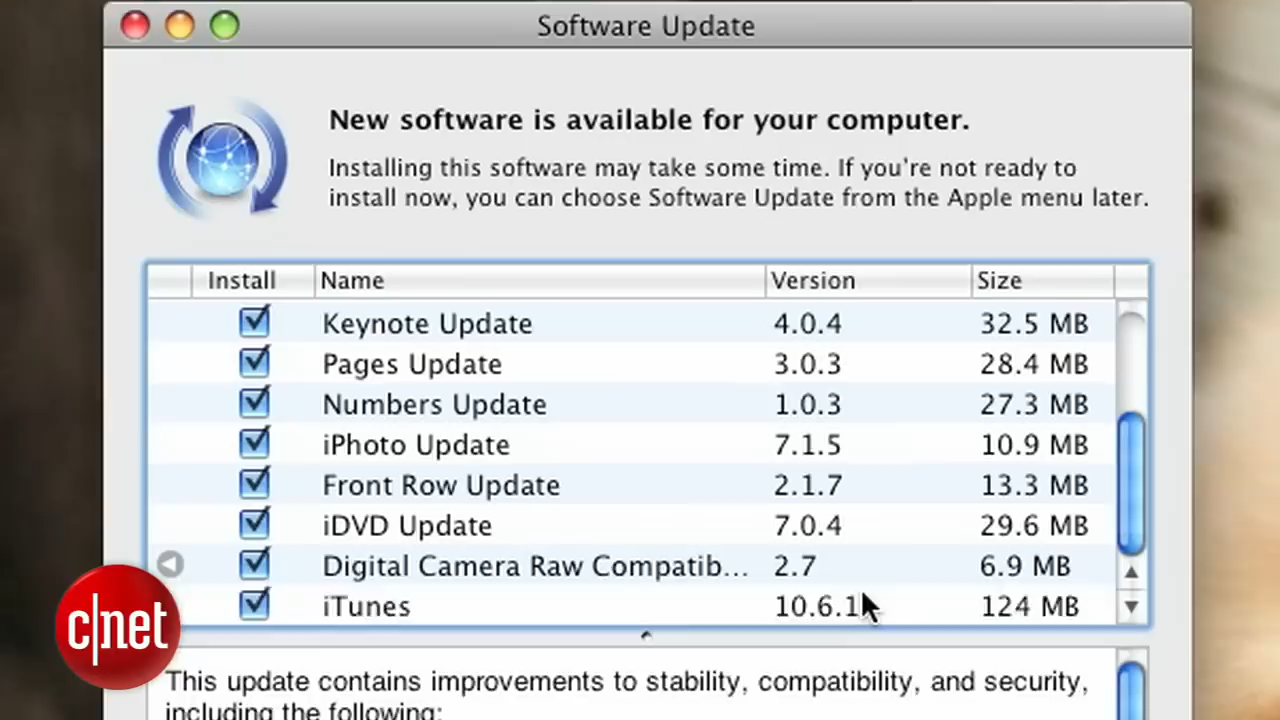 Software Update
New software is available for your computer.
Installing this software may take some time. If you're not ready to
install now, you can choose Software Update from the Apple menu later.
Install Name Version Size
Keynote Update 4.0.4 32.5 MB
Pages Update 3.0.3 28.4 MB
Numbers Update 1.0.3 27.3 MB
iPhoto Update 7.1.5 10.9 MB
Front Row Update 2.1.7 13.3 MB
iDVD Update 7.0.4 29.6 MB
Digital Camera Raw Compatib... 2.7 6.9 MB
iTunes 10.6.1 124 MB
c|net
This update contains improvements to stability, compatibility, and security,
including the following: